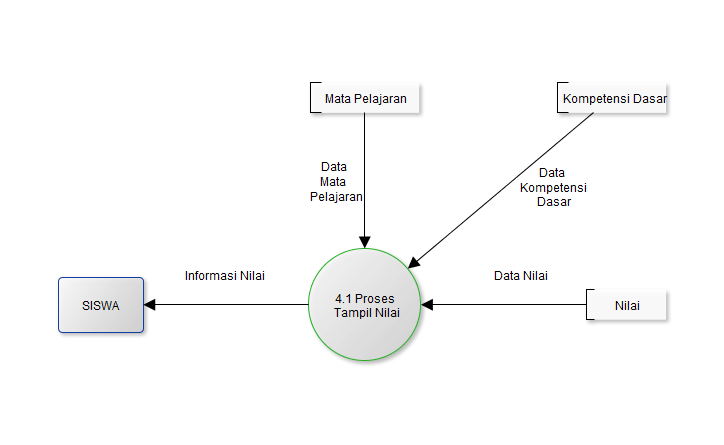 Mata Pelajaran
Kompetensi Dasar
Data
Mata
Pelajaran
Data
Kompetensi
Dasar
Informasi Nilai
Data Nilai
SISWA
4.1 Proses
Tampil Nilai
Nilai